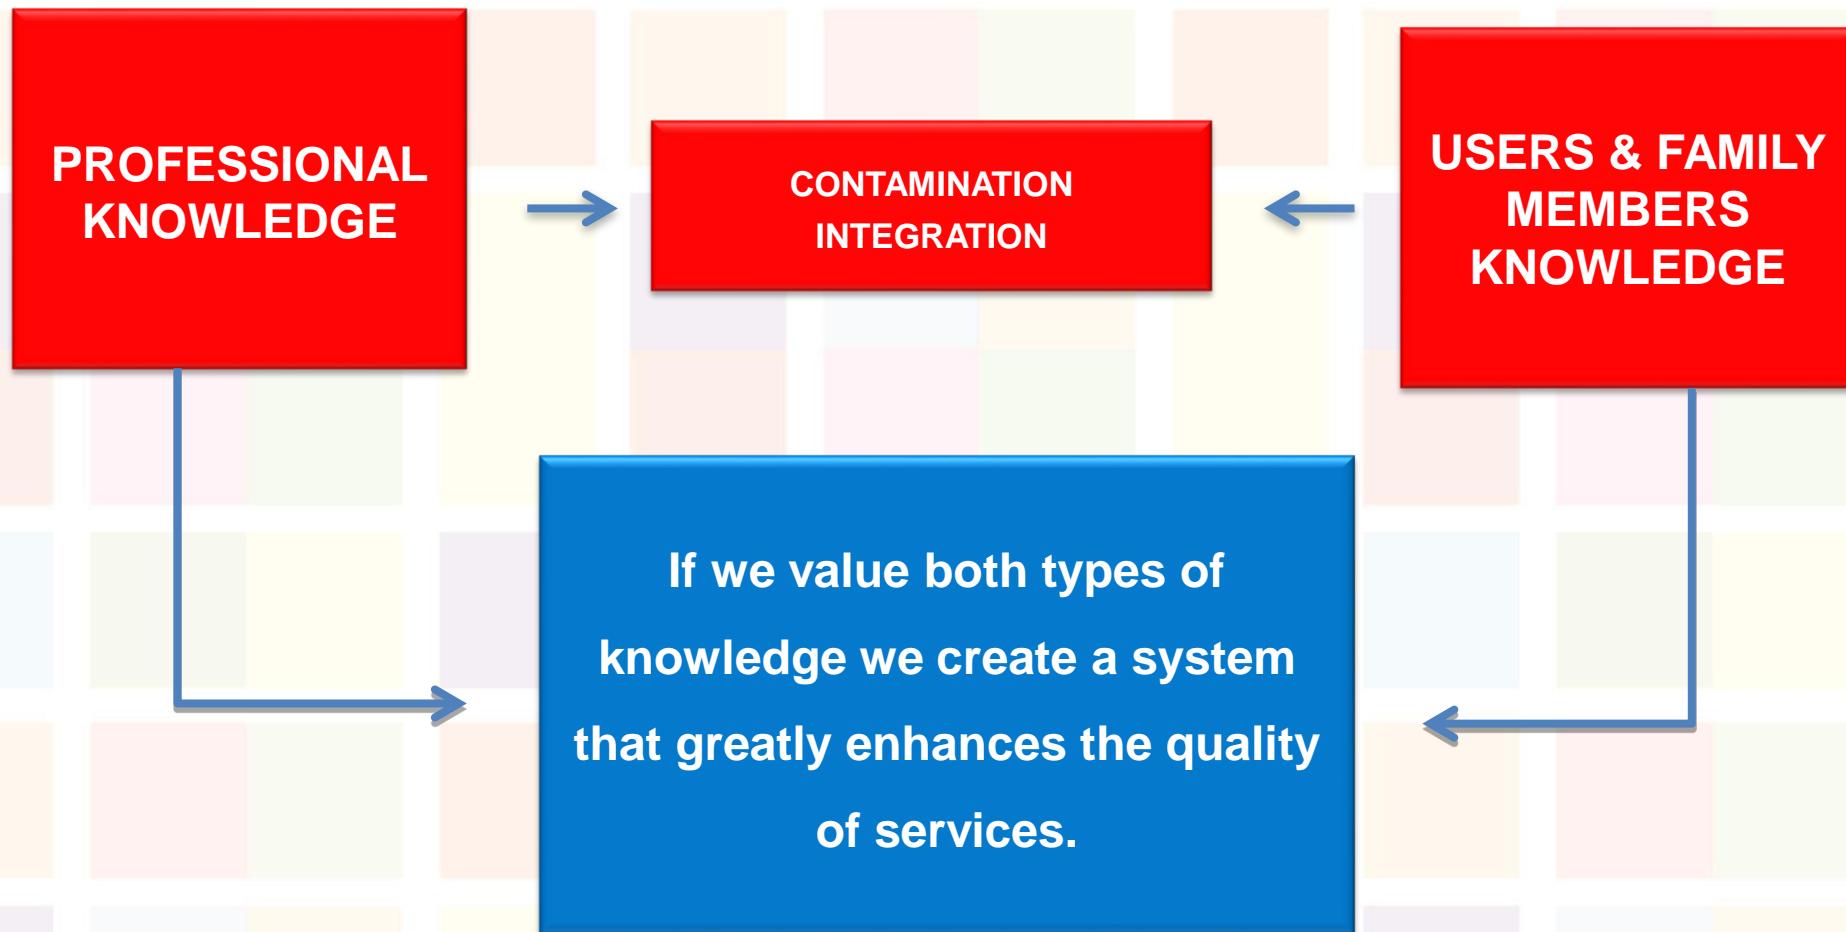 PROFESSIONAL
KNOWLEDGE
CONTAMINATION
INTEGRATION
USERS & FAMILY
MEMBERS
KNOWLEDGE
If we value both types of
knowledge we create a system
that greatly enhances the quality
of services.